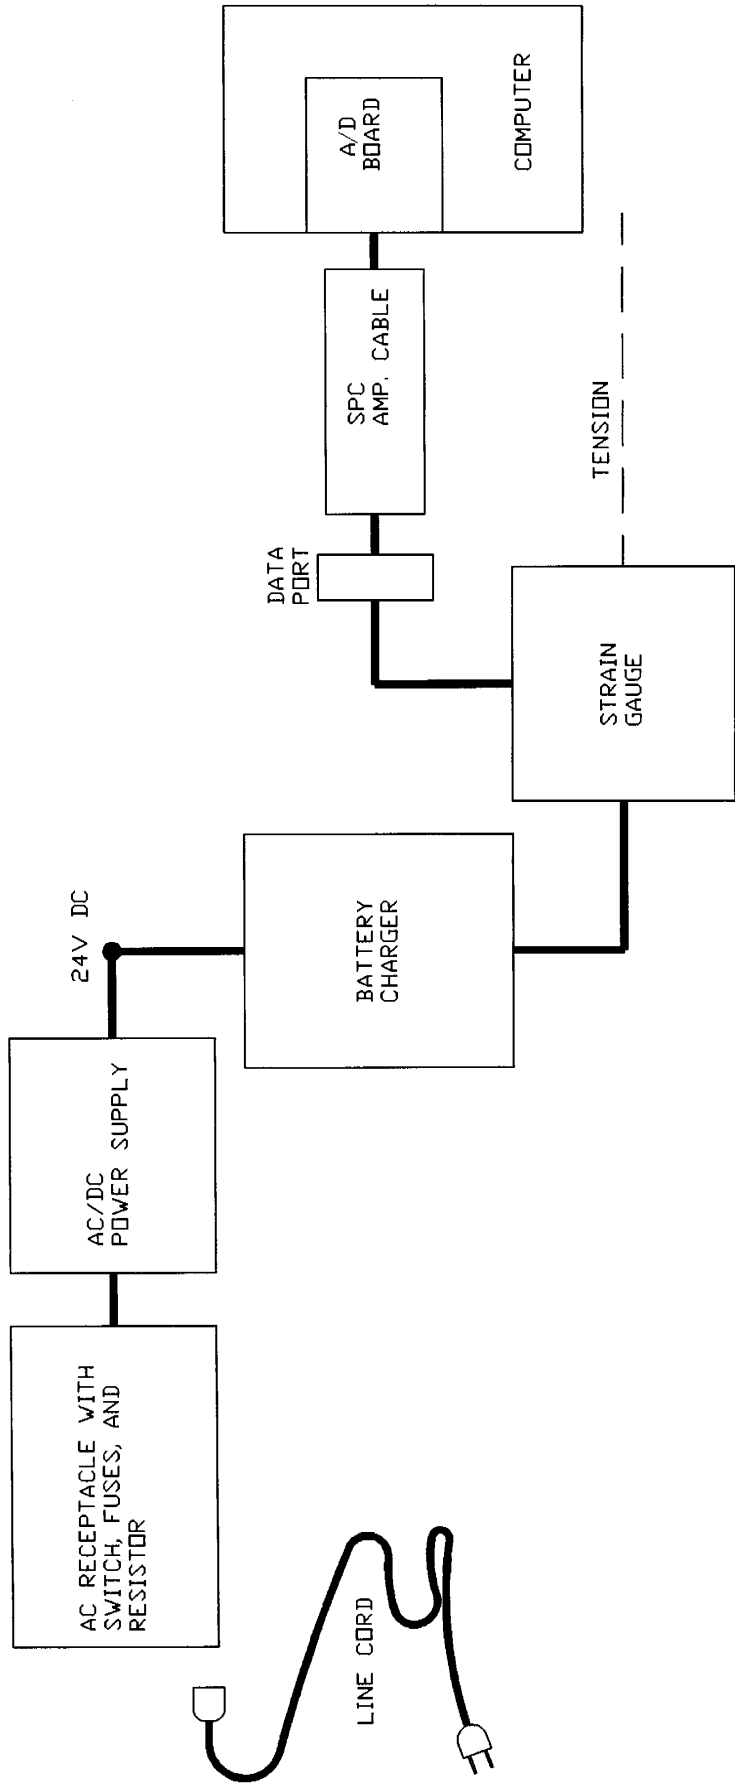 AC RECEPTACLE WITH
SWITCH, FUSES, AND
RESISTOR
AC/DC
POWER SUPPLY
24V DC
LINE CORD
BATTERY
CHARGER
DATA
PORT
SPC
AMP. CABLE
A/D
BOARD
COMPUTER
STRAIN
GAUGE
TENSION